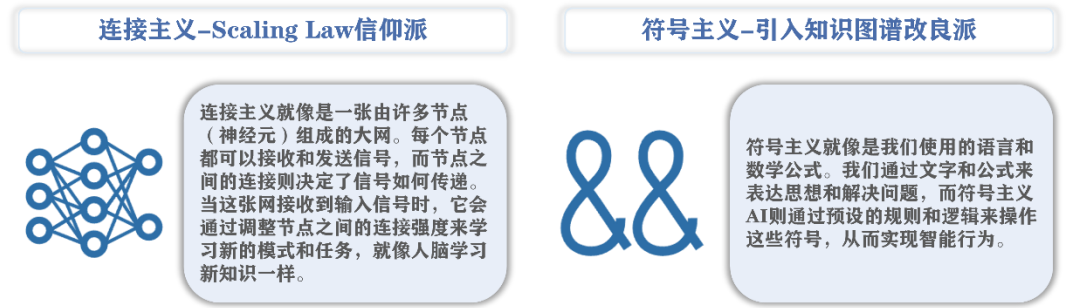 连接主义-Scaling Law信仰派
连接主义就像是一张由许多节点
（神经元）组成的大网。每个节点
都可以接收和发送信号，而节点之
间的连接则决定了信号如何传递。
当这张网接收到输入信号时，它会
通过调整节点之间的连接强度来学
习新的模式和任务，就像人脑学习
新知识一样。
符号主义-引入知识图谱改良派
&&
符号主义就像是我们使用的语言和
数学公式。我们通过文字和公式来
表达思想和解决问题，而符号主义
AI则通过预设的规则和逻辑来操作
这些符号，从而实现智能行为。